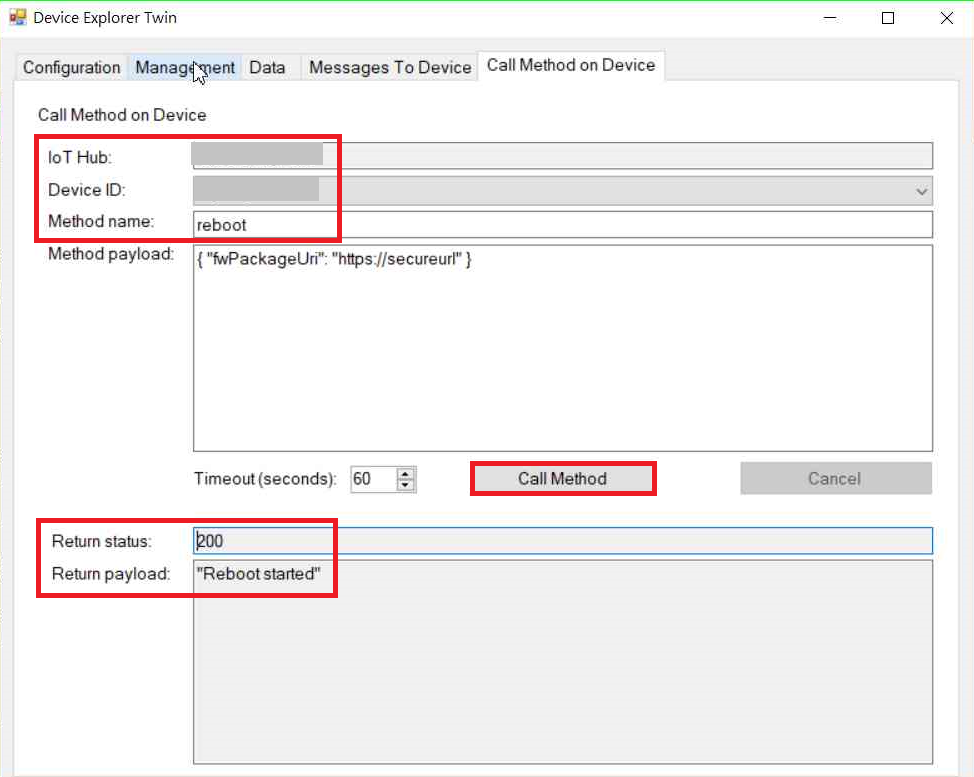 Device Explorer Twin
Configuration Management Data Messages To Device Call Method on Device
Call Method on Device
IoT Hub:
Device ID:
Method name: reboot
Method payload: { "fwPackageUri": "https://secureurl" }
Timeout (seconds): 60 Call Method Cancel
Return status: 200
Return payload: "Reboot started"